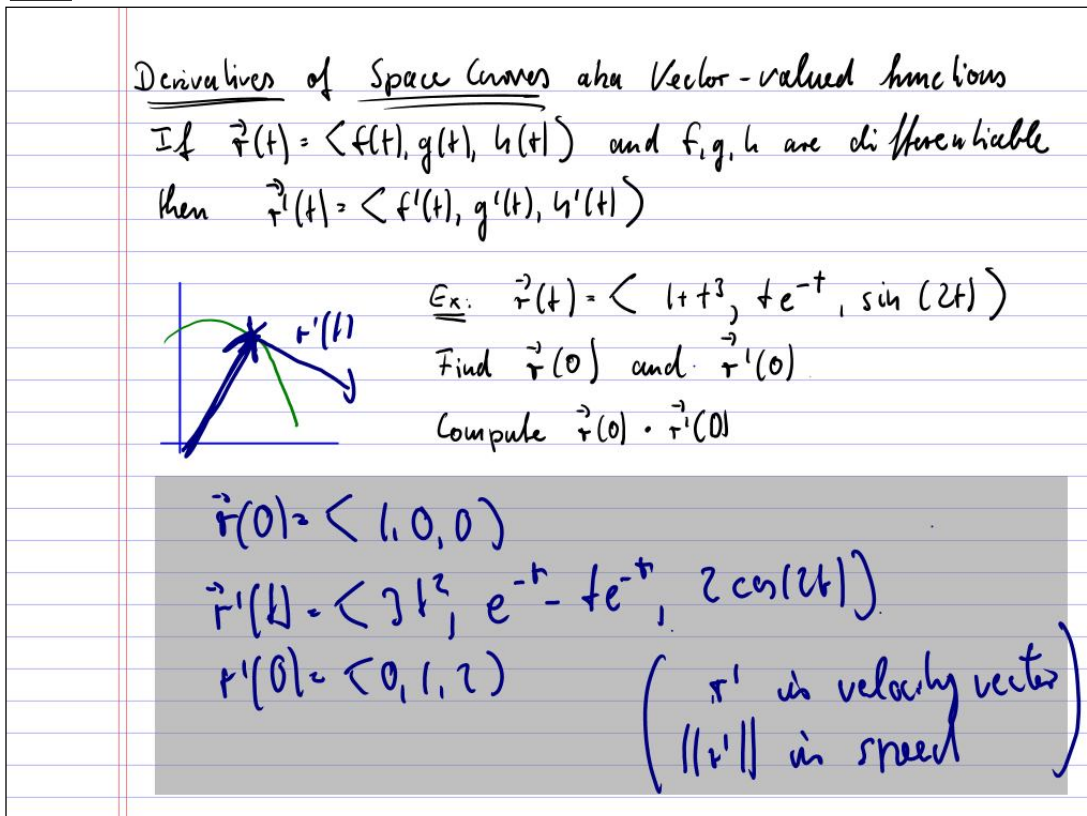 Derivatives of Space Curves aka Vector-valued functions
If r⃗(t) = <f(t), g(t), h(t)> and f, g, h are differentiable
then r⃗'(t) = <f'(t), g'(t), h'(t)>
r'(t)
Ex: r⃗(t) = < 1+t³, te⁻ᵗ, sin (2t)>
Find r⃗(0) and r⃗'(0)
Compute r⃗(0) · r⃗'(0)
r⃗(0) = < 1, 0, 0>
r⃗'(t) = <3t², e⁻ᵗ - te⁻ᵗ, 2 cos(2t)>
r'(0) = <0, 1, 2>
(r' is velocity vector
||r'|| is speed)